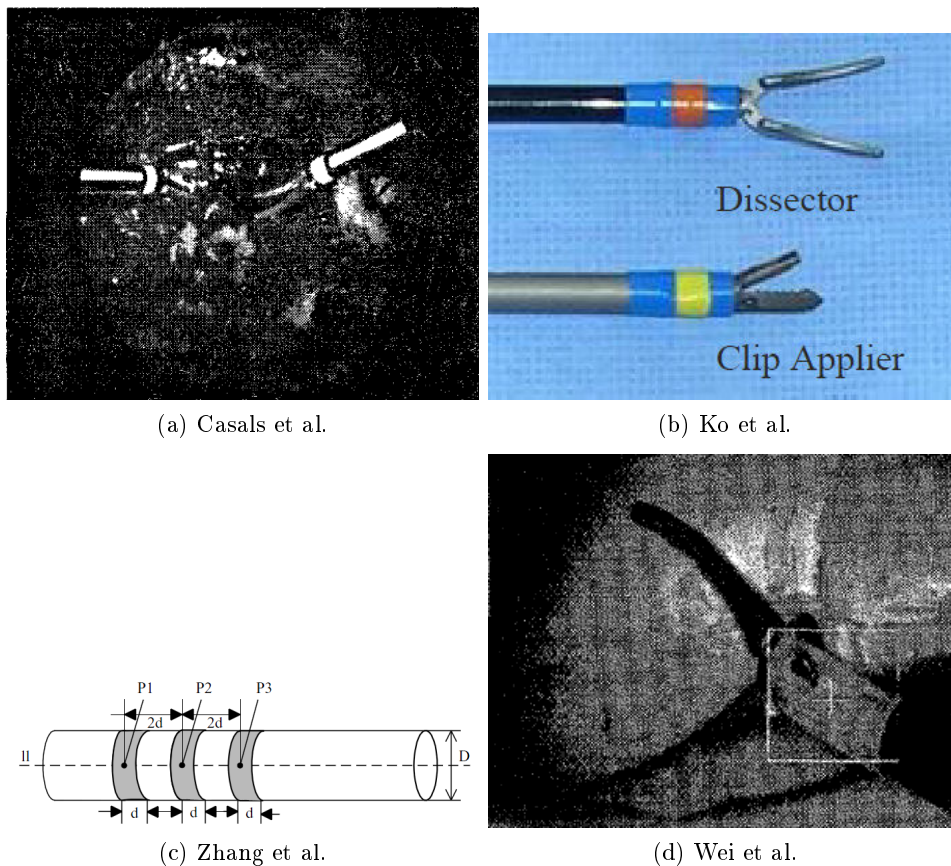 Dissector
Clip Applier
(a) Casals et al.
(b) Ko et al.
P1 P2 P3
2d 2d
ll D
d d d
(c) Zhang et al.
(d) Wei et al.